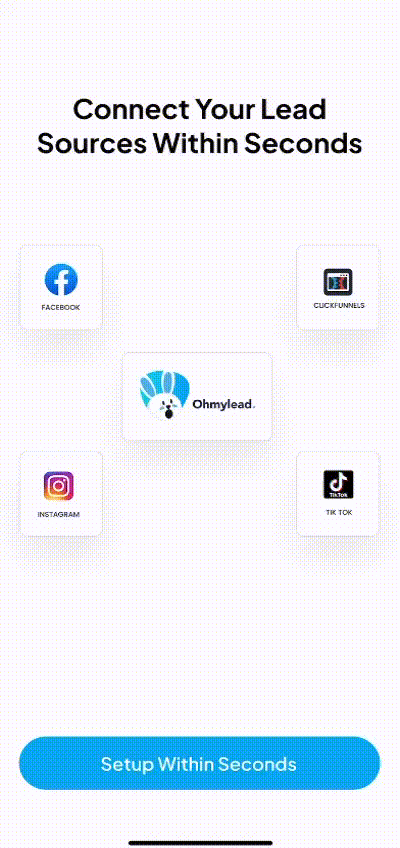 Connect Your Lead
Sources Within Seconds
FACEBOOK
CLICKFUNNELS
Ohmylead.
INSTAGRAM
TikTok
TIK TOK
Setup Within Seconds